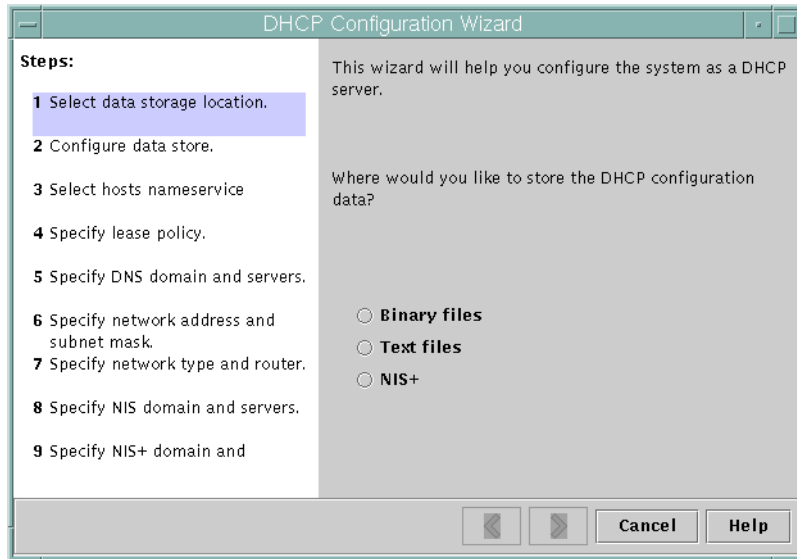 DHCP Configuration Wizard
Steps:
1 Select data storage location.
2 Configure data store.
3 Select hosts nameservice
4 Specify lease policy.
5 Specify DNS domain and servers.
6 Specify network address and
subnet mask.
7 Specify network type and router.
8 Specify NIS domain and servers.
9 Specify NIS+ domain and
This wizard will help you configure the system as a DHCP
server.
Where would you like to store the DHCP configuration
data?
Binary files
Text files
NIS+
Cancel
Help